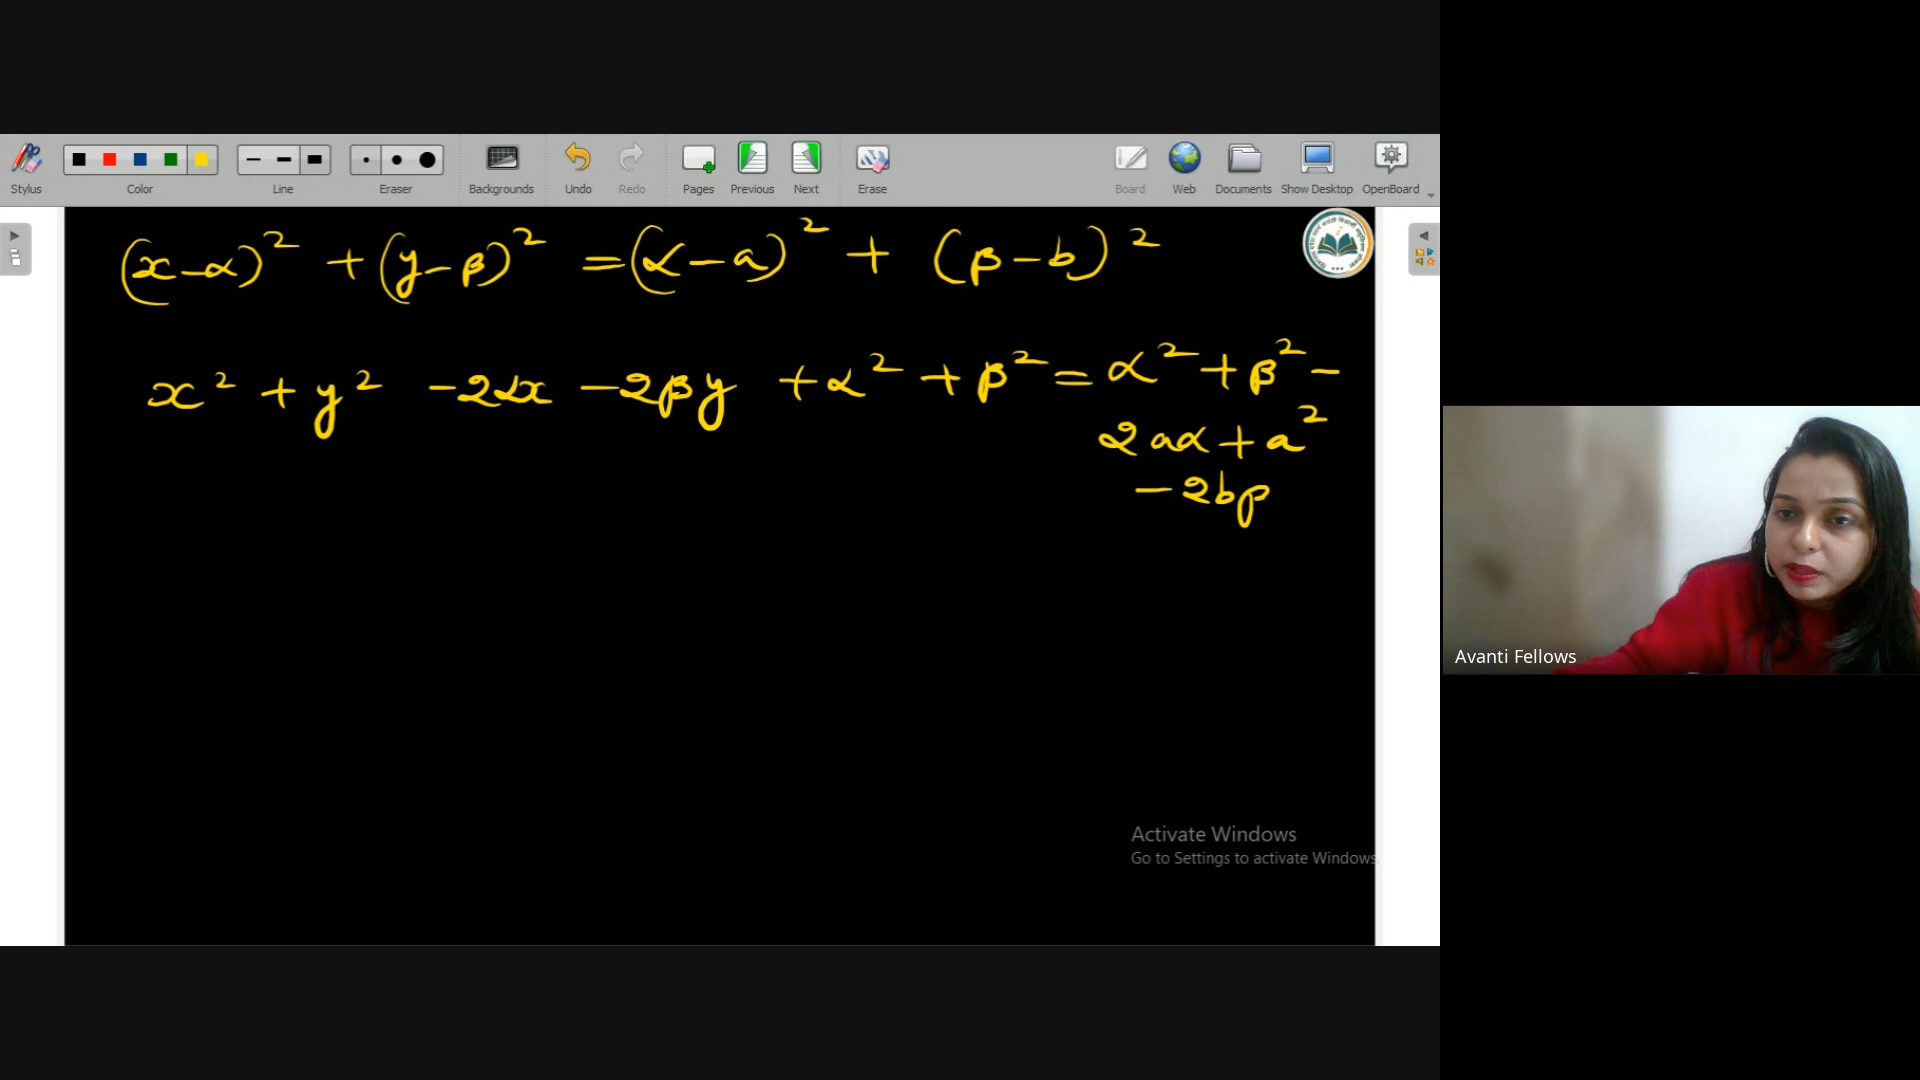 Stylus Color Line Eraser Backgrounds Undo Redo Pages Previous Next Erase Board Web Documents Show Desktop OpenBoard
(x-α)² + (y-β)² = (α-a)² + (β-b)²
x² + y² -2αx -2βy +α² + β² = α² + β² -
2aα + a²
-2bβ
Avanti Fellows
Activate Windows
Go to Settings to activate Windows.